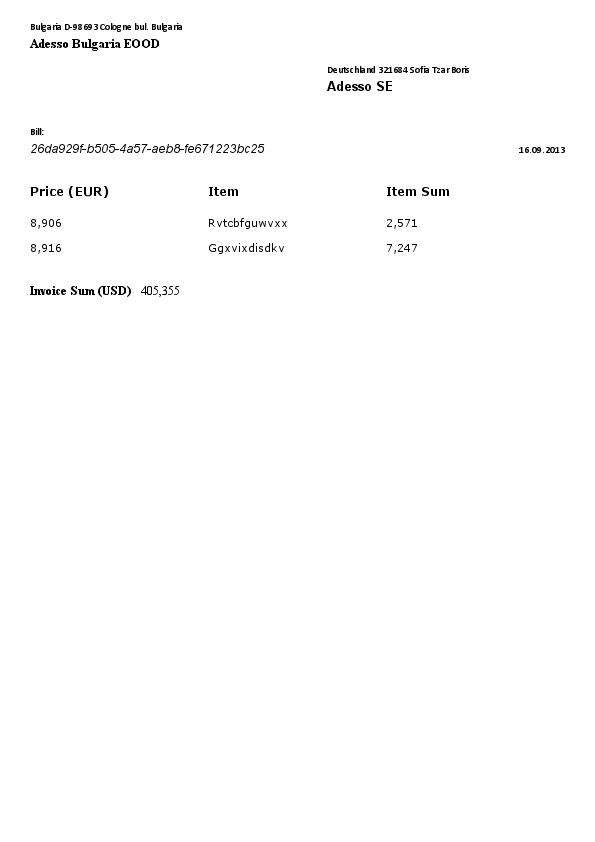 Bulgaria D-98693 Cologne bul. Bulgaria
Adesso Bulgaria EOOD
Deutschland 321684 Sofia Tzar Boris
Adesso SE
Bill:
26da929f-b505-4a57-aeb8-fe671223bc25
16.09.2013
Price (EUR) Item Item Sum
8,906 Rvtcbfguwvxx 2,571
8,916 Ggxvixdisdkv 7,247
Invoice Sum (USD) 405,355